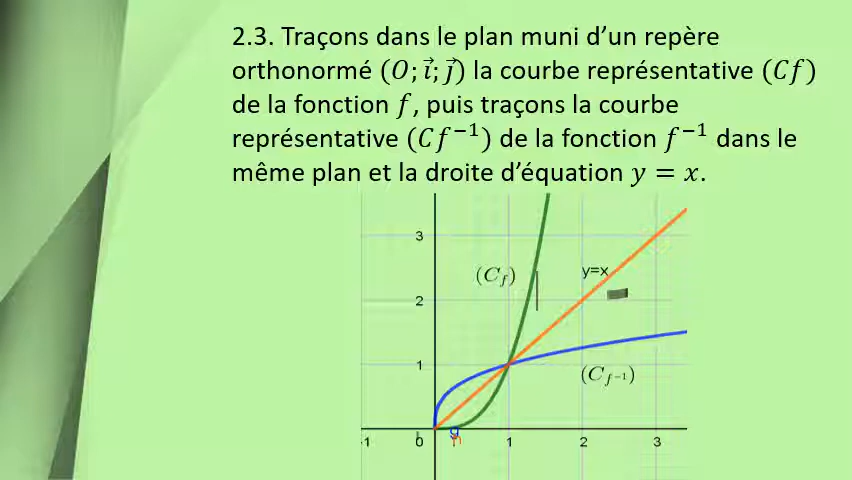 2.3. Traçons dans le plan muni d’un repère
orthonormé (O; i⃗; j⃗) la courbe représentative (Cf)
de la fonction f, puis traçons la courbe
représentative (Cf⁻¹) de la fonction f⁻¹ dans le
même plan et la droite d’équation y = x.
3
(C_f)
y=x
2
1
(C_{f⁻¹})
-1 0 1 2 3